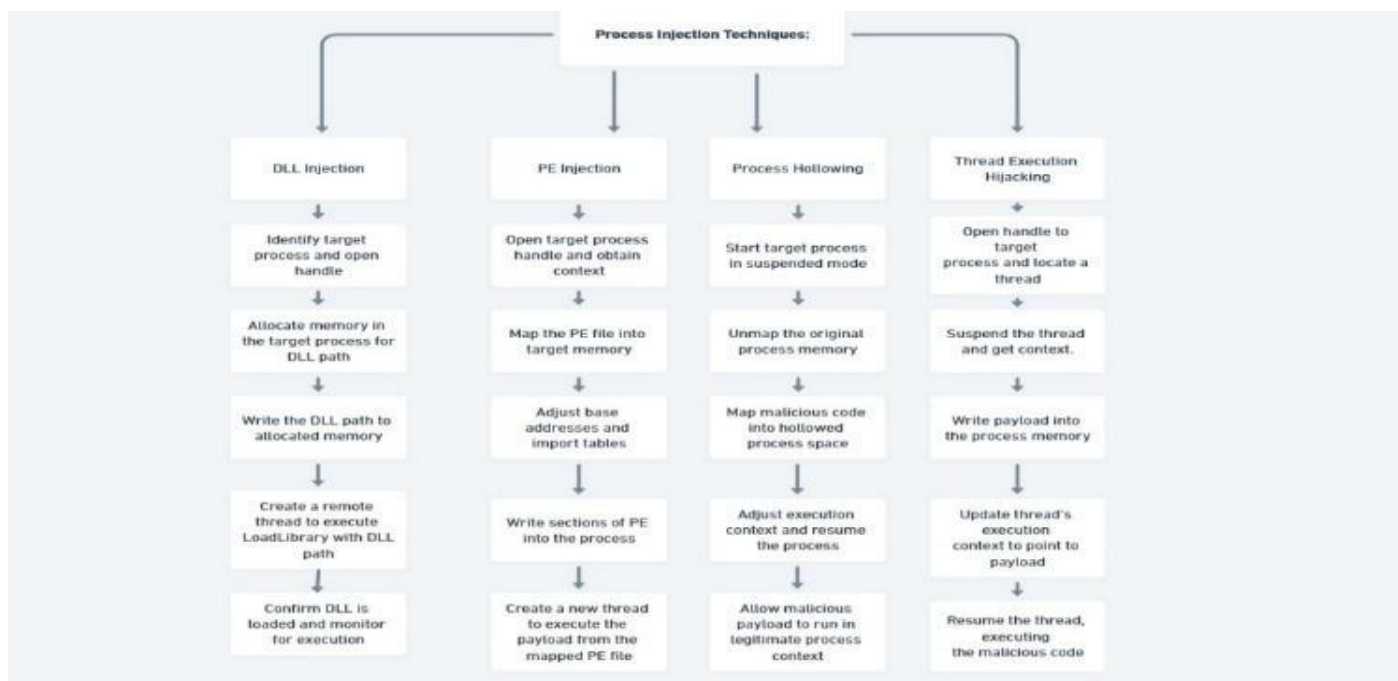 Process Injection Techniques:
DLL Injection
Identify target
process and open
handle
Allocate memory in
the target process for
DLL path
Write the DLL path to
allocated memory
Create a remote
thread to execute
LoadLibrary with DLL
path
Confirm DLL is
loaded and monitor
for execution
PE Injection
Open target process
handle and obtain
context
Map the PE file into
target memory
Adjust base
addresses and
import tables
Write sections of PE
into the process
Create a new thread
to execute the
payload from the
mapped PE file
Process Hollowing
Start target process
in suspended mode
Unmap the original
process memory
Map malicious code
into hollowed
process space
Adjust execution
context and resume
the process
Allow malicious
payload to run in
legitimate process
context
Thread Execution
Hijacking
Open handle to
target
process and locate a
thread
Suspend the thread
and get context.
Write payload into
the process memory
Update thread's
execution
context to point to
payload
Resume the thread,
executing
the malicious code